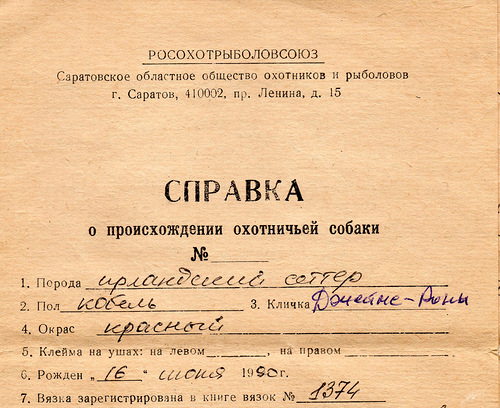 РОСОХОТРЫБОЛОВСОЮЗ
Саратовское областное общество охотников и рыболовов
г. Саратов, 410002, пр. Ленина, д. 15
СПРАВКА
о происхождении охотничьей собаки
№
1. Порода ирландский сеттер
2. Пол кобель 3. Кличка
4. Окрас красный
5. Клейма на ушах: на левом , на правом
6. Рожден „16" июня 1990г.
7. Вязка зарегистрирована в книге вязок № 1374